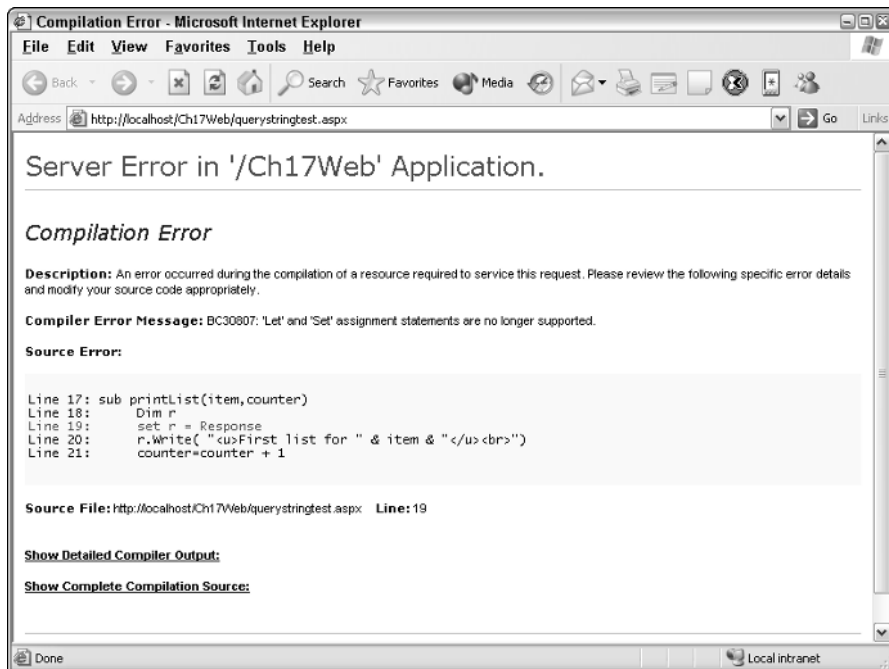 Compilation Error - Microsoft Internet Explorer
File Edit View Favorites Tools Help
Back Search Favorites Media
Address http://localhost/Ch17Web/querystringtest.aspx Go Links
Server Error in '/Ch17Web' Application.
Compilation Error
Description: An error occurred during the compilation of a resource required to service this request. Please review the following specific error details
and modify your source code appropriately.
Compiler Error Message: BC30807: 'Let' and 'Set' assignment statements are no longer supported.
Source Error:
Line 17: sub printList(item,counter)
Line 18:     Dim r
Line 19:     set r = Response
Line 20:     r.Write( "<u>First list for " & item & "</u><br>")
Line 21:     counter=counter + 1
Source File: http://localhost/Ch17Web/querystringtest.aspx Line: 19
Show Detailed Compiler Output:
Show Complete Compilation Source:
Done Local intranet